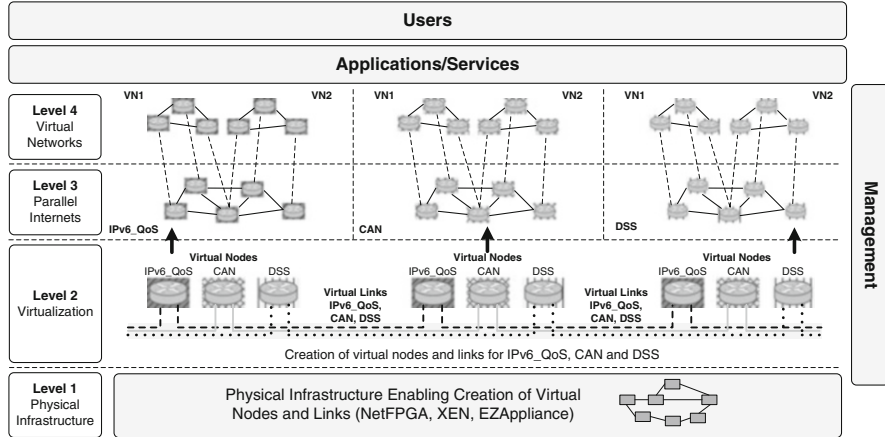 Users
Applications/Services
Level 4
Virtual
Networks
VN1
VN2
VN1
VN2
VN1
VN2
Level 3
Parallel
Internets
IPv6_QoS
CAN
DSS
Management
Level 2
Virtualization
Virtual Nodes
IPv6_QoS CAN DSS
Virtual Links
IPv6_QoS,
CAN, DSS
Virtual Nodes
IPv6_QoS CAN DSS
Virtual Links
IPv6_QoS,
CAN, DSS
Virtual Nodes
IPv6_QoS CAN DSS
Creation of virtual nodes and links for IPv6_QoS, CAN and DSS
Level 1
Physical
Infrastructure
Physical Infrastructure Enabling Creation of Virtual
Nodes and Links (NetFPGA, XEN, EZAppliance)